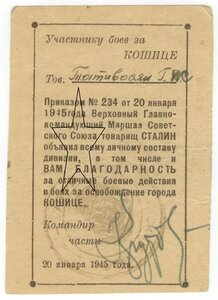 Участнику боев за
КОШИЦЕ
Тов. Тативосян Г.
Приказом № 234 от 20 января
1945 года Верховный Главно-
командующий Маршал Совет-
ского Союза товарищ СТАЛИН
объявил всему личному составу
дивизии, в том числе и
ВАМ, БЛАГОДАРНОСТЬ
за отличные боевые действия
в боях за освобождение города
КОШИЦЕ.
Командир
части
20 января 1945 года.